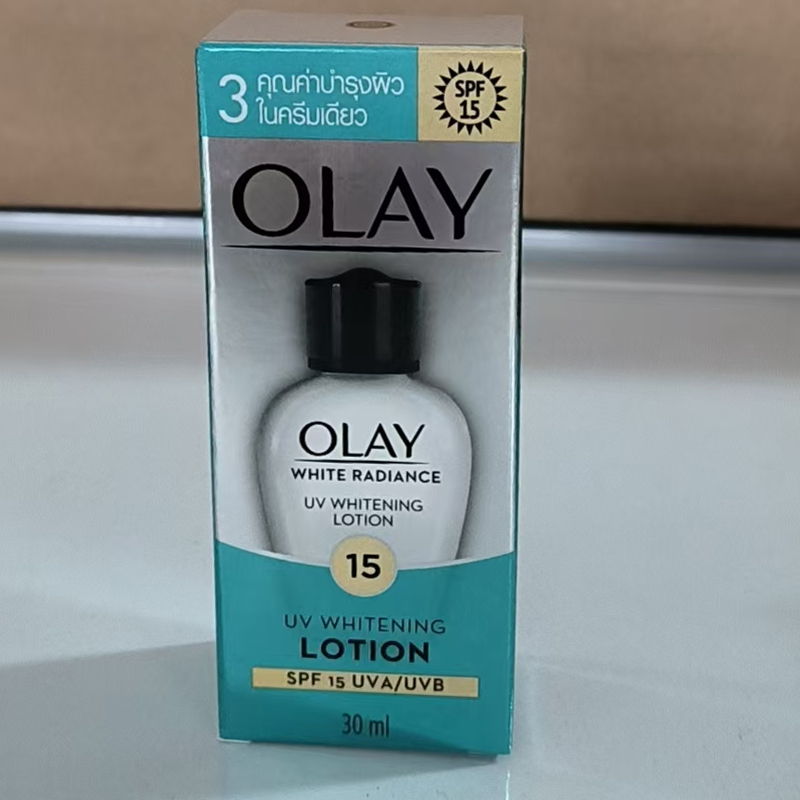 3 คุณค่าบำรุงผิว
ในครีมเดียว
SPF
15
OLAY
OLAY
WHITE RADIANCE
UV WHITENING
LOTION
15
UV WHITENING
LOTION
SPF 15 UVA/UVB
30 ml